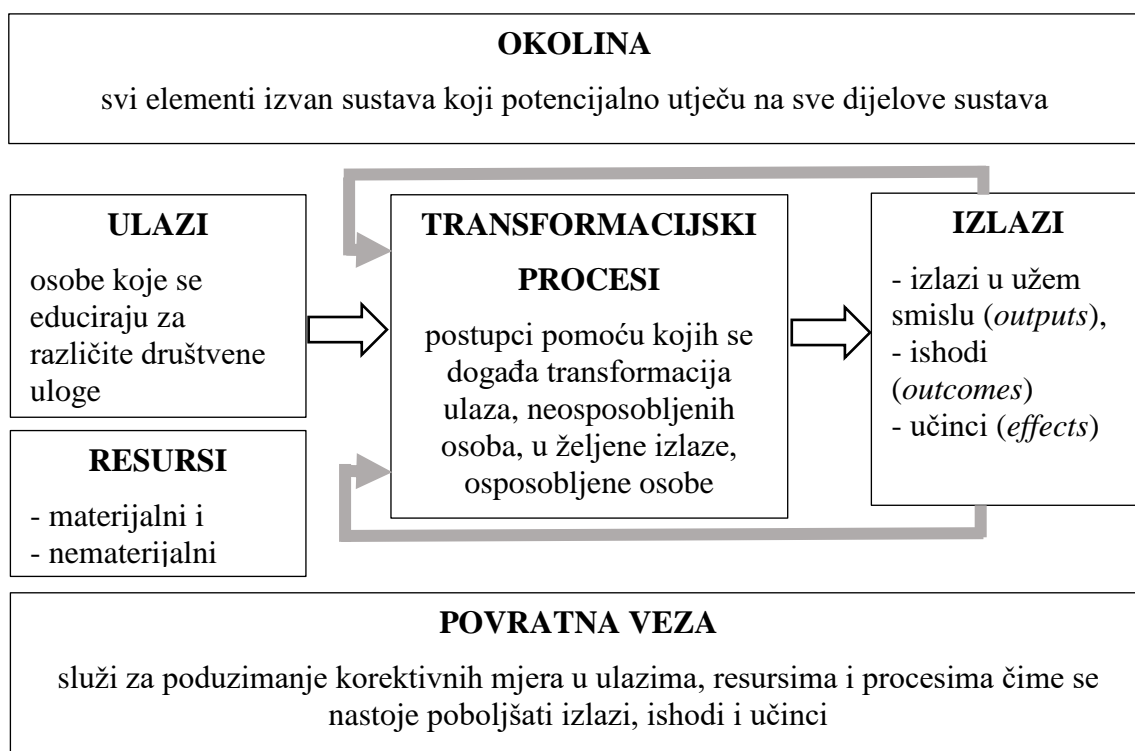 OKOLINA
svi elementi izvan sustava koji potencijalno utječu na sve dijelove sustava
ULAZI
osobe koje se
educiraju za
različite društvene
uloge
RESURSI
- materijalni i
- nematerijalni
TRANSFORMACIJSKI
PROCESI
postupci pomoću kojih se
događa transformacija
ulaza, neosposobljenih
osoba, u željene izlaze,
osposobljene osobe
IZLAZI
- izlazi u užem
smislu (outputs),
- ishodi
(outcomes)
- učinci (effects)
POVRATNA VEZA
služi za poduzimanje korektivnih mjera u ulazima, resursima i procesima čime se
nastoje poboljšati izlazi, ishodi i učinci